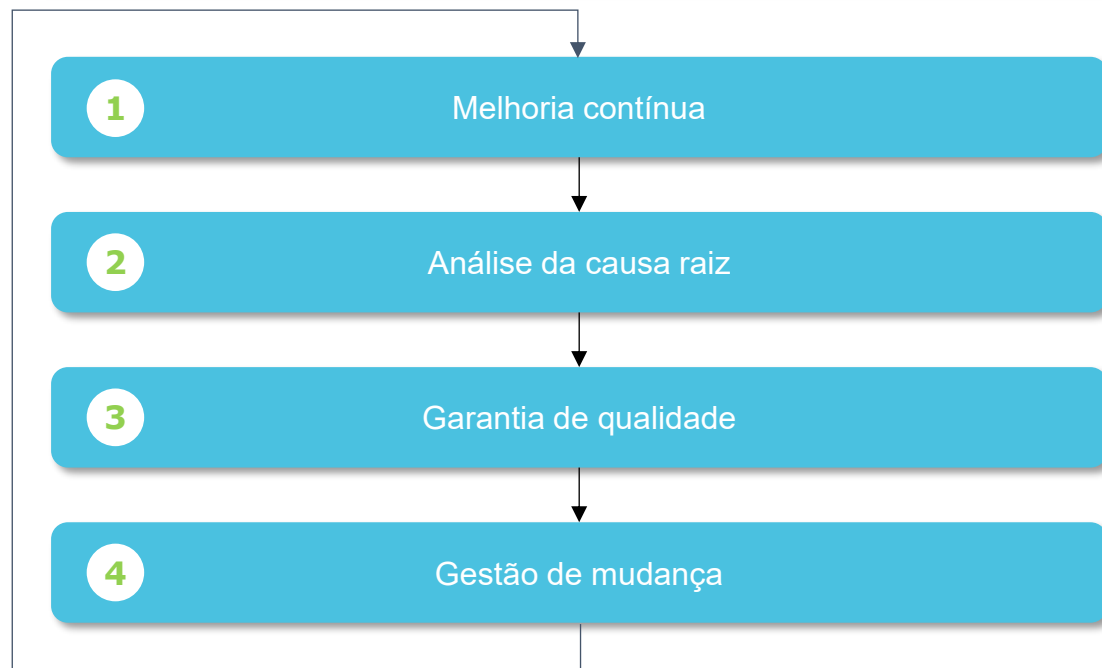 1 Melhoria contínua
2 Análise da causa raiz
3 Garantia de qualidade
4 Gestão de mudança